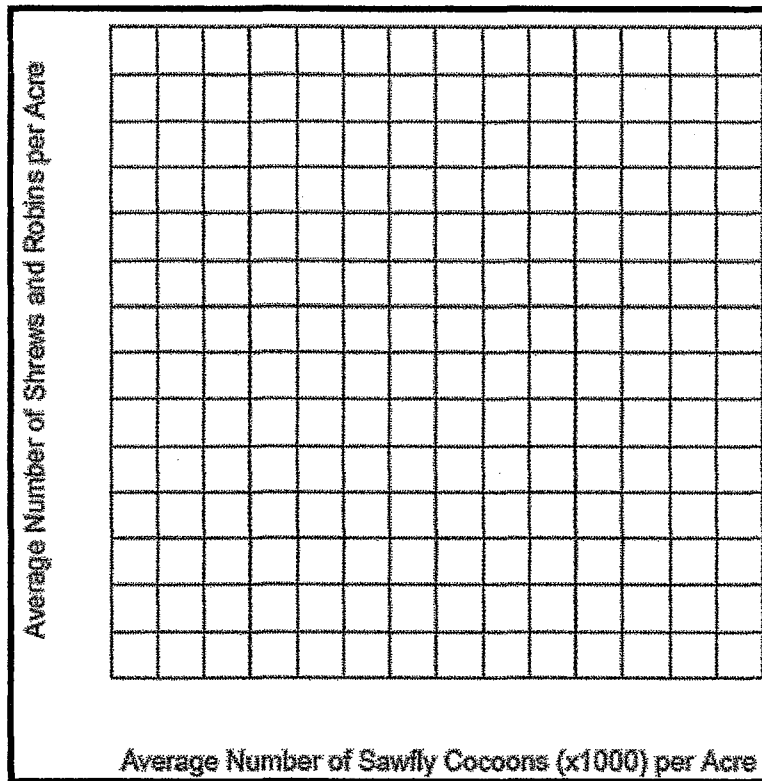 Average Number of Shrews and Robins per Acre
Average Number of Sawfly Cocoons (x1000) per Acre